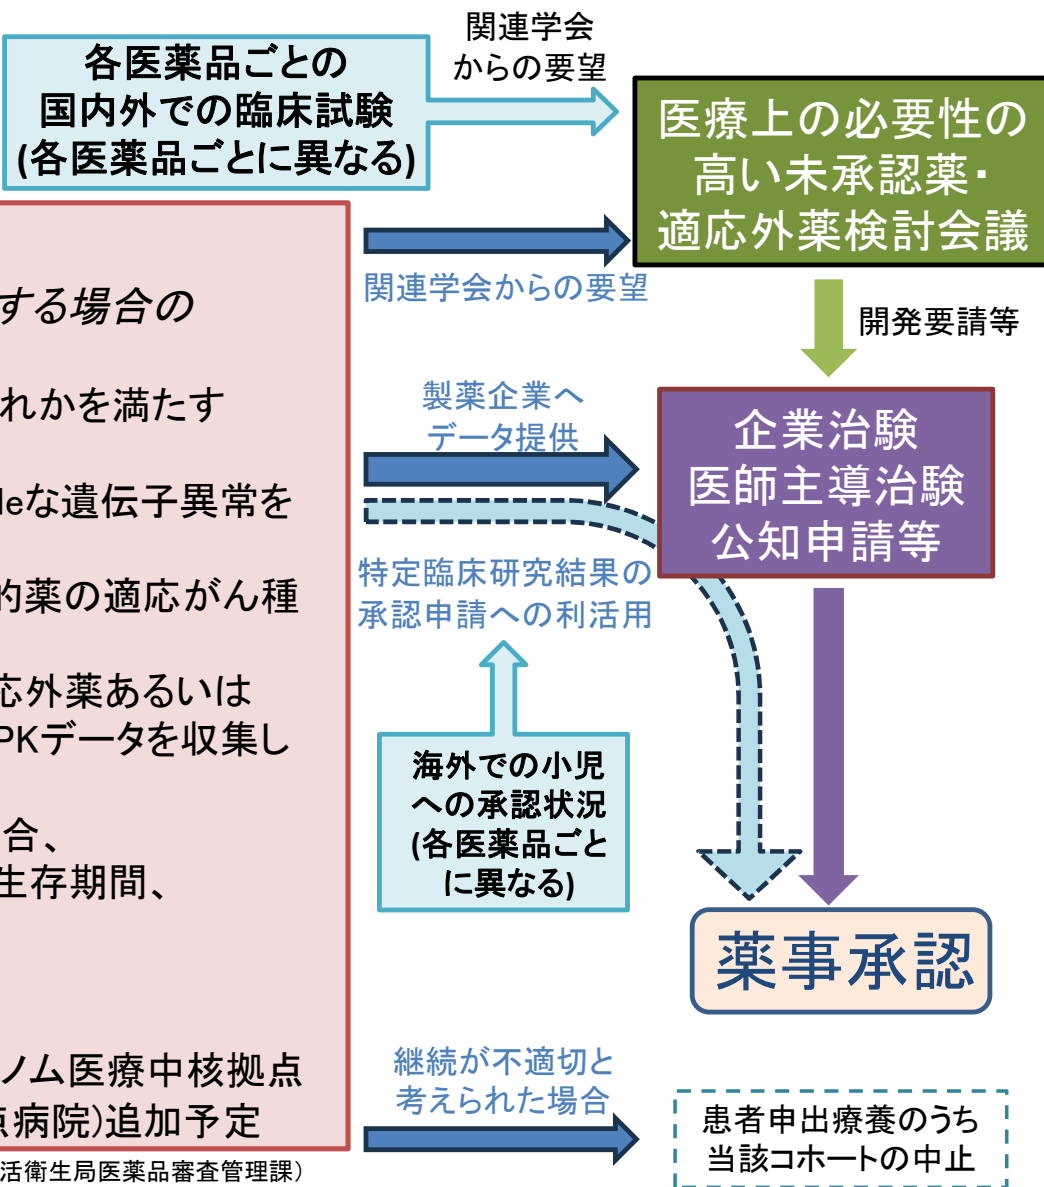 関連学会
からの要望
各医薬品ごとの
国内外での臨床試験
(各医薬品ごとに異なる)
医療上の必要性の
高い未承認薬・
適応外薬検討会議
関連学会からの要望
開発要請等
する場合の
れかを満たす
leな遺伝子異常を
的薬の適応がん種
応外薬あるいは
PKデータを収集し
合、
生存期間、
ノム医療中核拠点
点病院)追加予定
製薬企業へ
データ提供
企業治験
医師主導治験
公知申請等
特定臨床研究結果の
承認申請への利活用
海外での小児
への承認状況
(各医薬品ごと
に異なる)
薬事承認
継続が不適切と
考えられた場合
患者申出療養のうち
当該コホートの中止
活衛生局医薬品審査管理課）